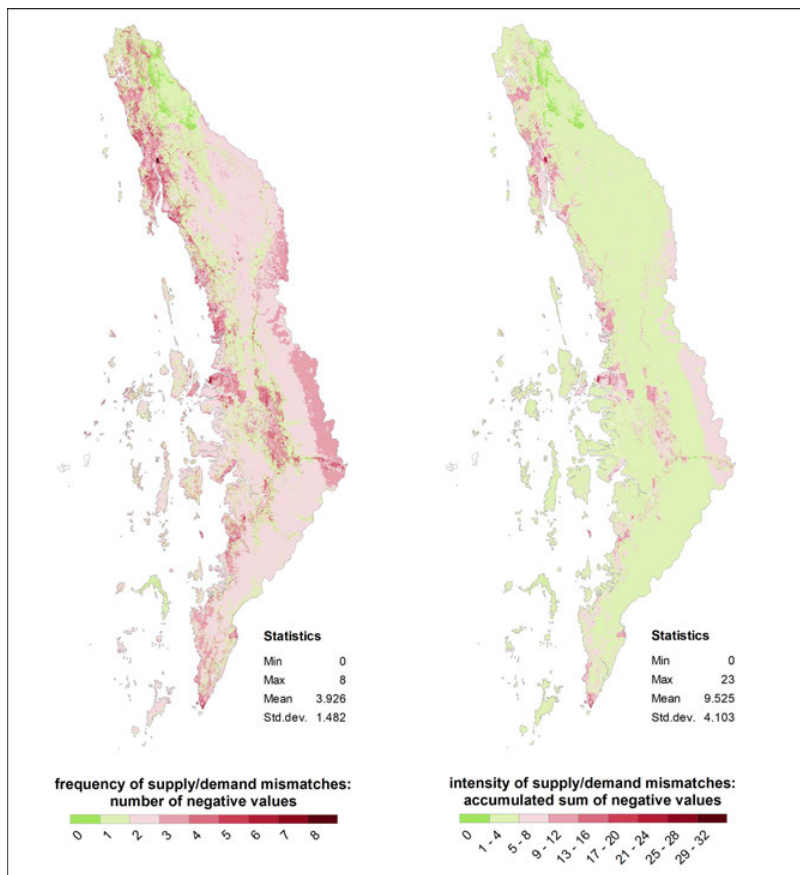 Statistics
Min 0
Max 8
Mean 3.926
Std.dev. 1.482
Statistics
Min 0
Max 23
Mean 9.525
Std.dev. 4.103
frequency of supply/demand mismatches:
number of negative values
0 1 2 3 4 5 6 7 8
intensity of supply/demand mismatches:
accumulated sum of negative values
0 1 - 4 5 - 8 9 - 12 13 - 16 17 - 20 21 - 24 25 - 28 29 - 32